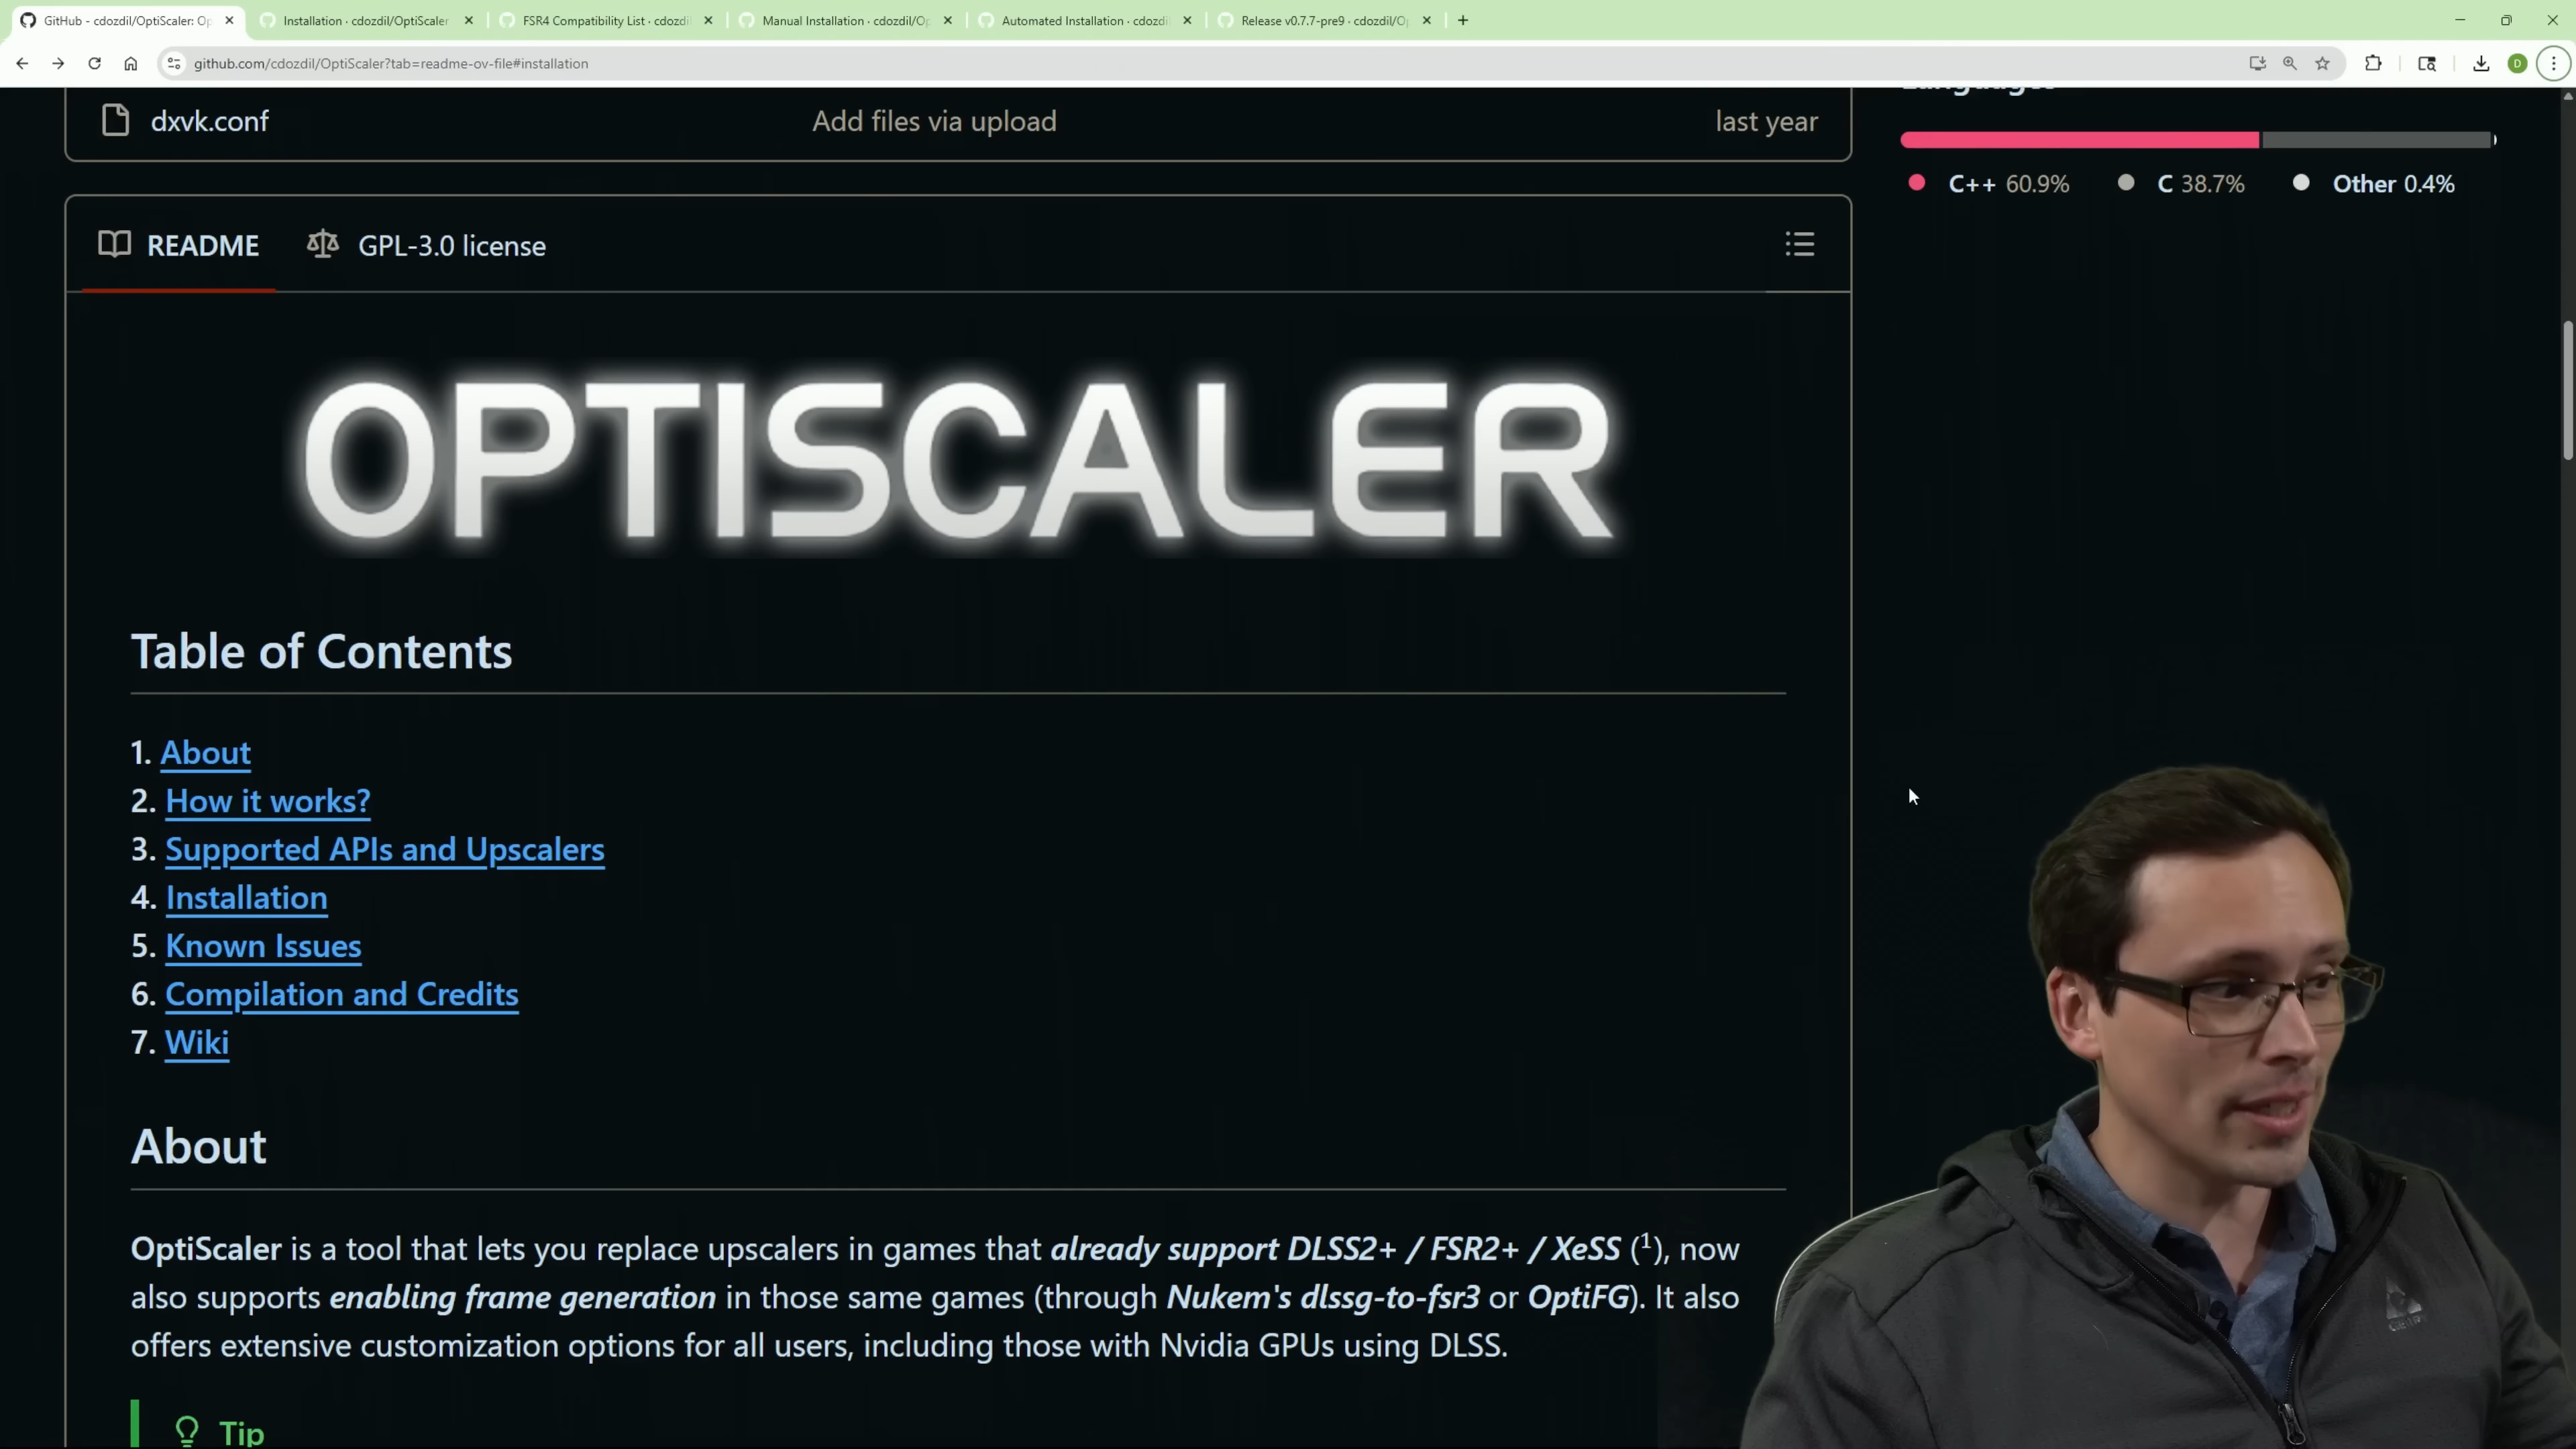 GitHub - cdozdil/OptiScaler: Op
Installation · cdozdil/OptiScaler
FSR4 Compatibility List · cdozdil
Manual Installation · cdozdil/Op
Automated Installation · cdozdi
Release v0.7.7-pre9 · cdozdil/O
github.com/cdozdil/OptiScaler?tab=readme-ov-file#installation
D
dxvk.conf
Add files via upload
last year
Languages
C++ 60.9%
C 38.7%
Other 0.4%
README
GPL-3.0 license
OPTISCALER
Table of Contents
1. About
2. How it works?
3. Supported APIs and Upscalers
4. Installation
5. Known Issues
6. Compilation and Credits
7. Wiki
About
OptiScaler is a tool that lets you replace upscalers in games that already support DLSS2+ / FSR2+ / XeSS (1), now
also supports enabling frame generation in those same games (through Nukem's dlssg-to-fsr3 or OptiFG). It also
offers extensive customization options for all users, including those with Nvidia GPUs using DLSS.
Tip